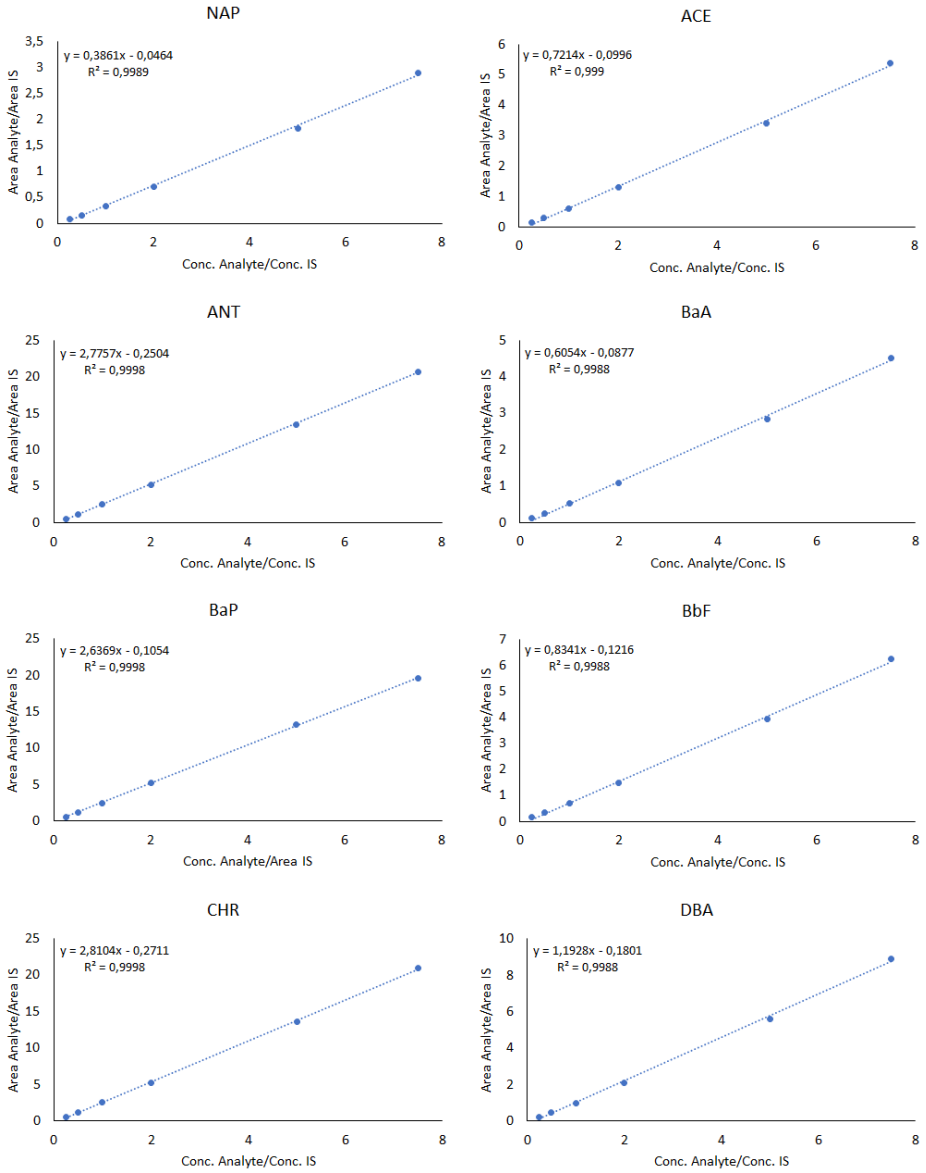 NAP
y = 0,3861x - 0,0464
R² = 0,9989
3,5
3
2,5
2
1,5
1
0,5
0
Area Analyte/Area IS
0 2 4 6 8
Conc. Analyte/Conc. IS
ACE
y = 0,7214x - 0,0996
R² = 0,999
6
5
4
3
2
1
0
Area Analyte/Area IS
0 2 4 6 8
Conc. Analyte/Conc. IS
ANT
y = 2,7757x - 0,2504
R² = 0,9998
25
20
15
10
5
0
Area Analyte/Area IS
0 2 4 6 8
Conc. Analyte/Conc. IS
BaA
y = 0,6054x - 0,0877
R² = 0,9988
5
4
3
2
1
0
Area Analyte/Area IS
0 2 4 6 8
Conc. Analyte/Conc. IS
BaP
y = 2,6369x - 0,1054
R² = 0,9998
25
20
15
10
5
0
Area Analyte/Area IS
0 2 4 6 8
Conc. Analyte/Area IS
BbF
y = 0,8341x - 0,1216
R² = 0,9988
7
6
5
4
3
2
1
0
Area Analyte/Area IS
0 2 4 6 8
Conc. Analyte/Conc. IS
CHR
y = 2,8104x - 0,2711
R² = 0,9998
25
20
15
10
5
0
Area Analyte/Area IS
0 2 4 6 8
Conc. Analyte/Conc. IS
DBA
y = 1,1928x - 0,1801
R² = 0,9988
10
8
6
4
2
0
Area Analyte/Area IS
0 2 4 6 8
Conc. Analyte/Conc. IS